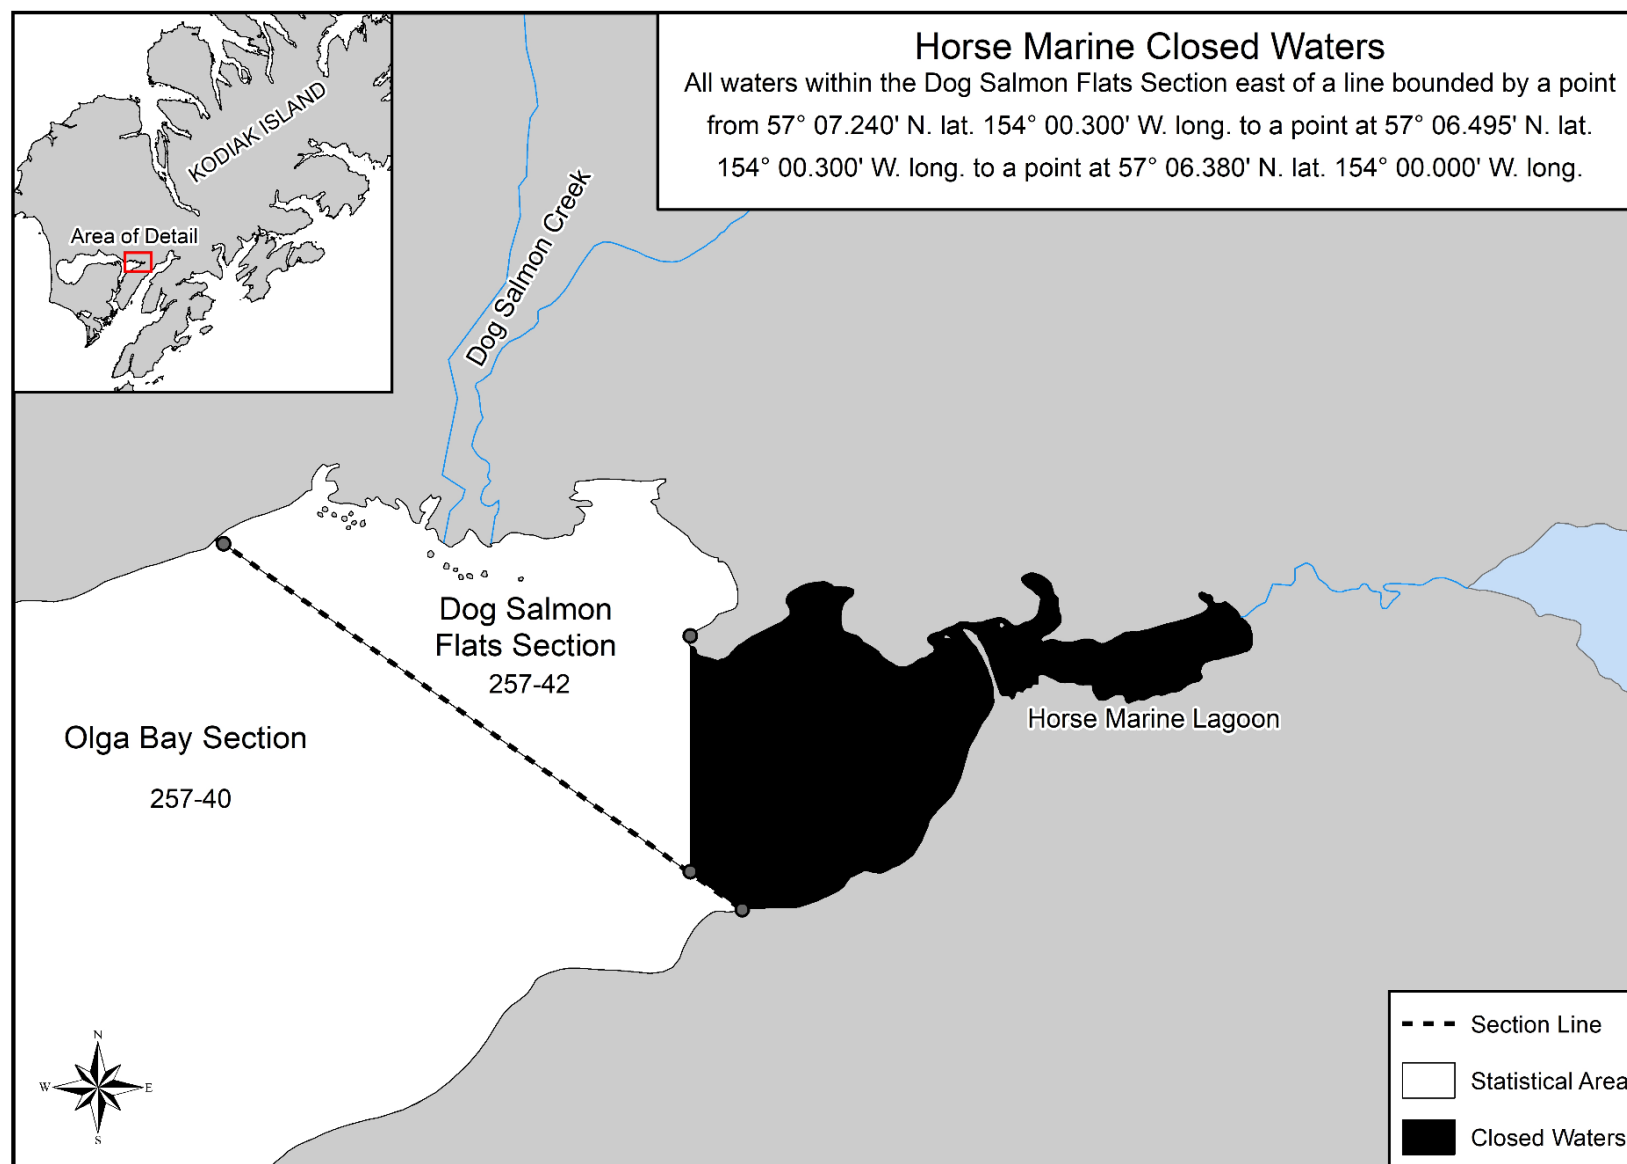 Horse Marine Closed Waters
All waters within the Dog Salmon Flats Section east of a line bounded by a point
from 57° 07.240' N. lat. 154° 00.300' W. long. to a point at 57° 06.495' N. lat.
154° 00.300' W. long. to a point at 57° 06.380' N. lat. 154° 00.000' W. long.
KODIAK ISLAND
Area of Detail
Dog Salmon Creek
Dog Salmon
Flats Section
257-42
Olga Bay Section
257-40
Horse Marine Lagoon
N
W
E
S
Section Line
Statistical Area
Closed Waters